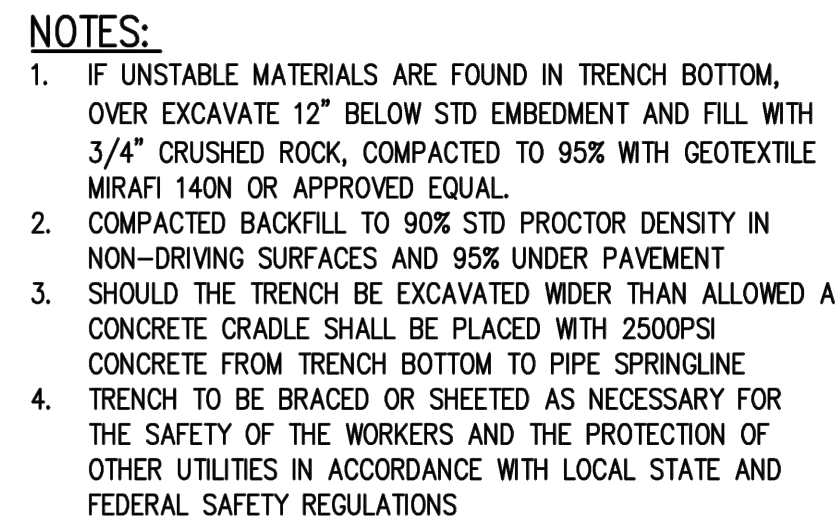 NOTES:
1. IF UNSTABLE MATERIALS ARE FOUND IN TRENCH BOTTOM,
OVER EXCAVATE 12" BELOW STD EMBEDMENT AND FILL WITH
3/4" CRUSHED ROCK, COMPACTED TO 95% WITH GEOTEXTILE
MIRAFI 140N OR APPROVED EQUAL.
2. COMPACTED BACKFILL TO 90% STD PROCTOR DENSITY IN
NON-DRIVING SURFACES AND 95% UNDER PAVEMENT
3. SHOULD THE TRENCH BE EXCAVATED WIDER THAN ALLOWED A
CONCRETE CRADLE SHALL BE PLACED WITH 2500PSI
CONCRETE FROM TRENCH BOTTOM TO PIPE SPRINGLINE
4. TRENCH TO BE BRACED OR SHEETED AS NECESSARY FOR
THE SAFETY OF THE WORKERS AND THE PROTECTION OF
OTHER UTILITIES IN ACCORDANCE WITH LOCAL STATE AND
FEDERAL SAFETY REGULATIONS